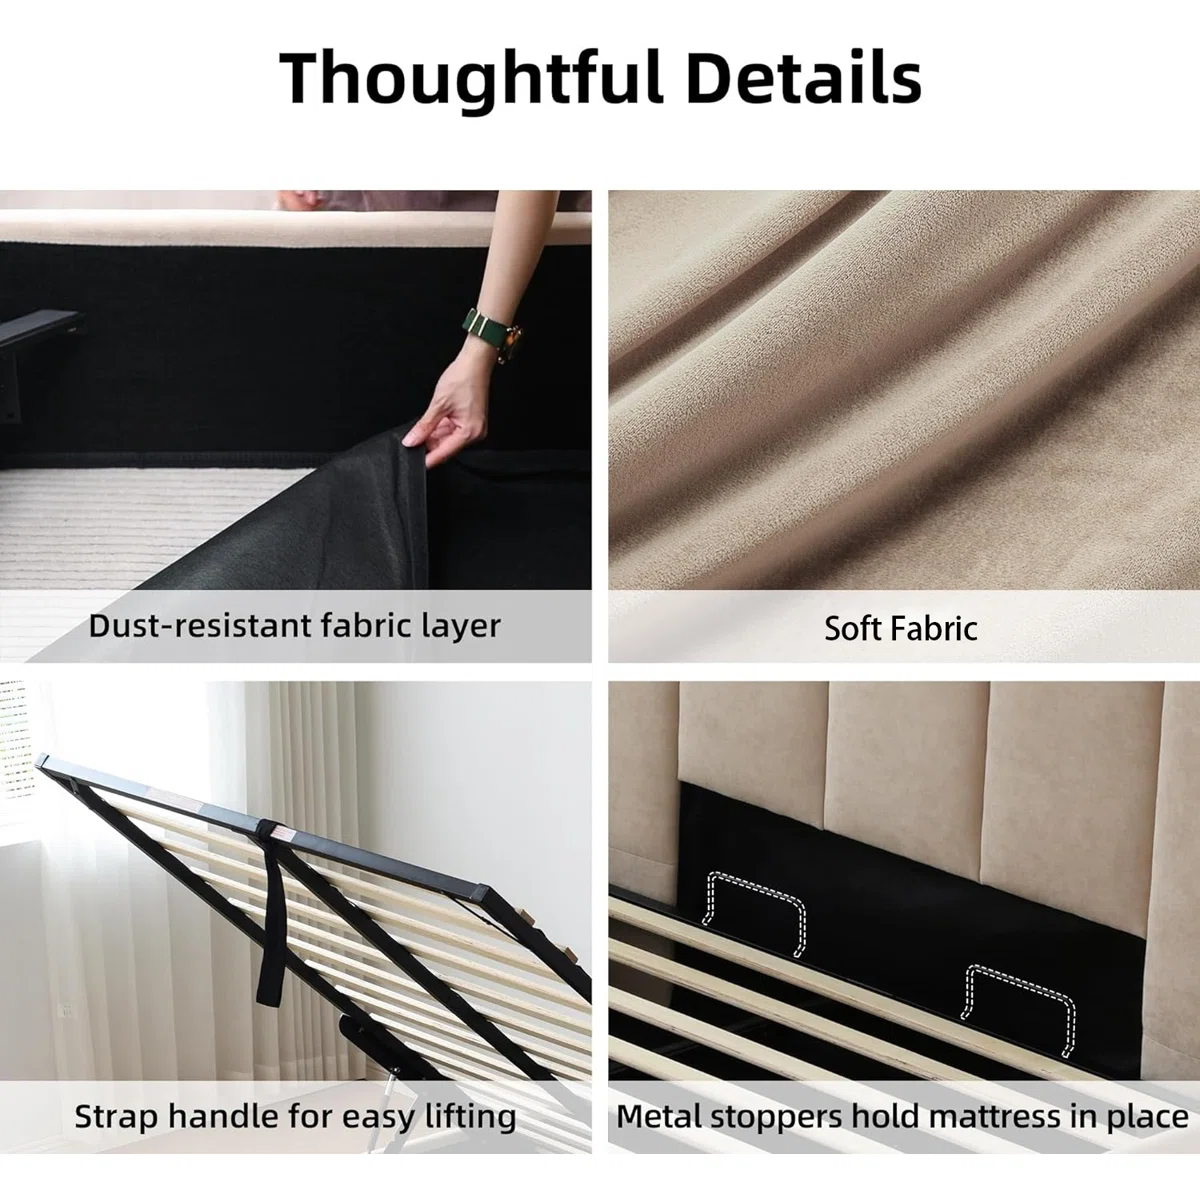 Thoughtful Details
Dust-resistant fabric layer
Soft Fabric
Strap handle for easy lifting
Metal stoppers hold mattress in place